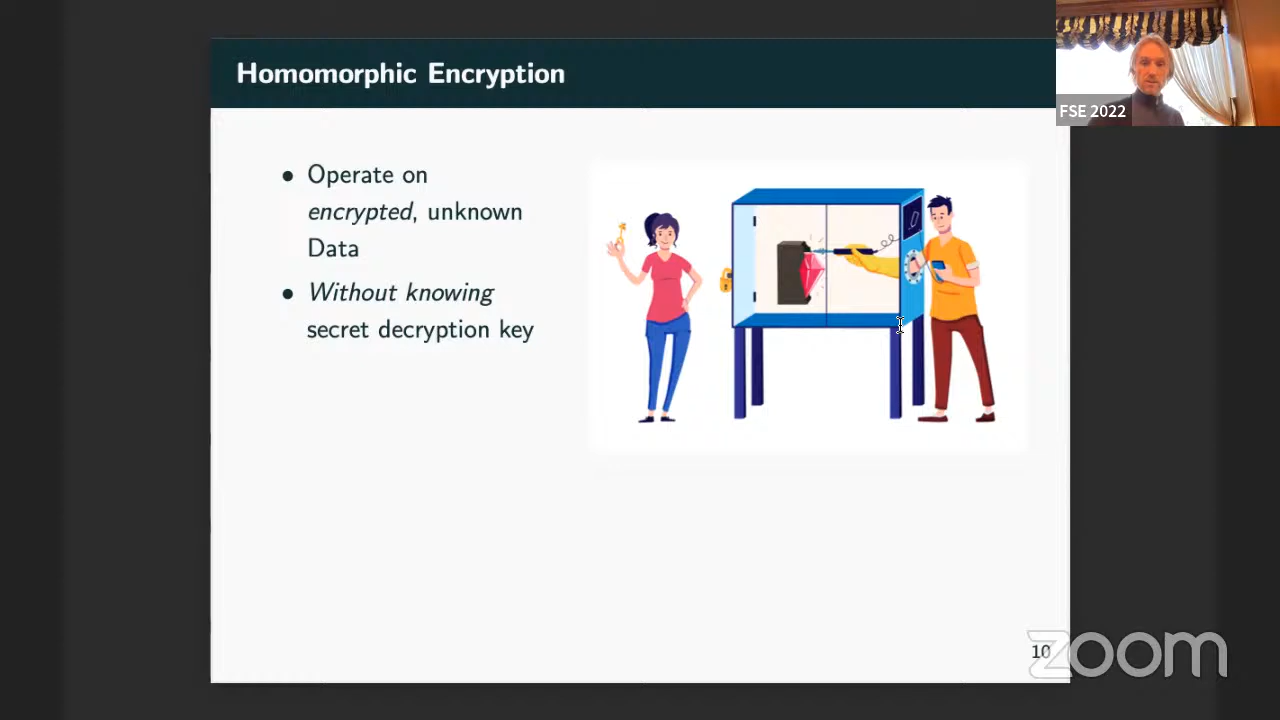 Homomorphic Encryption
FSE 2022
• Operate on
encrypted, unknown
Data
• Without knowing
secret decryption key
10
zoom